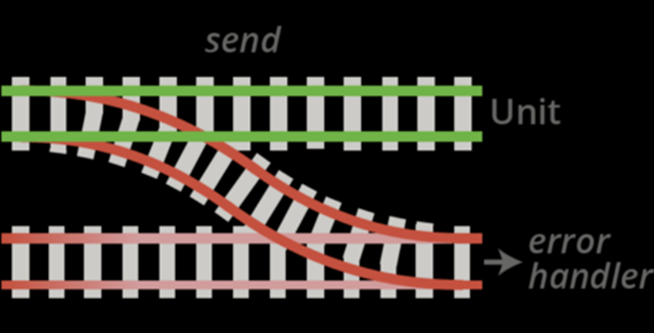 send
Unit
error
handler